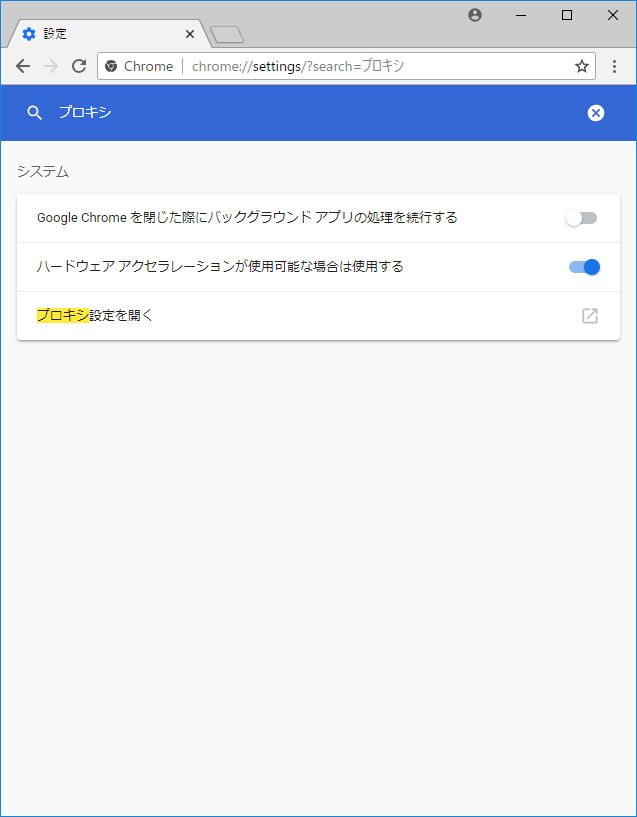 設定
Chrome chrome://settings/?search=プロキシ
プロキシ
システム
Google Chrome を閉じた際にバックグラウンド アプリの処理を続行する
ハードウェア アクセラレーションが使用可能な場合は使用する
プロキシ設定を開く